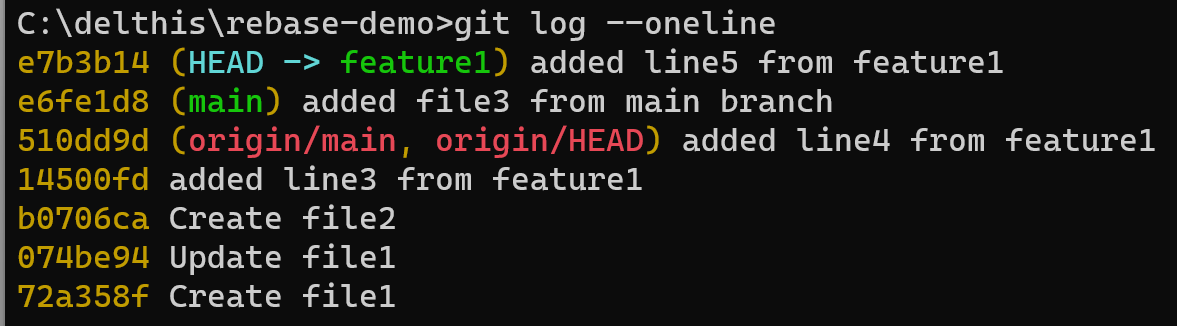 C:\delthis\rebase-demo>git log --oneline
e7b3b14 (HEAD -> feature1) added line5 from feature1
e6fe1d8 (main) added file3 from main branch
510dd9d (origin/main, origin/HEAD) added line4 from feature1
14500fd added line3 from feature1
b0706ca Create file2
074be94 Update file1
72a358f Create file1